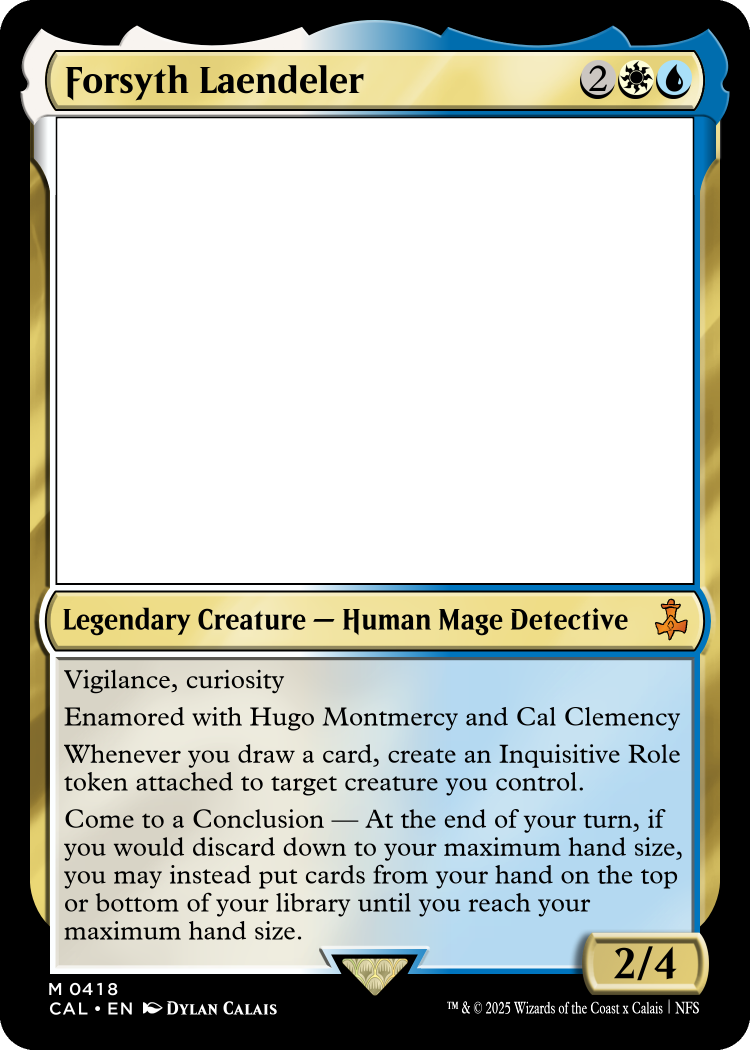 Forsyth Laendeler 2
Legendary Creature — Human Mage Detective
Vigilance, curiosity
Enamored with Hugo Montmercy and Cal Clemency
Whenever you draw a card, create an Inquisitive Role
token attached to target creature you control.
Come to a Conclusion — At the end of your turn, if
you would discard down to your maximum hand size,
you may instead put cards from your hand on the top
or bottom of your library until you reach your
maximum hand size.
2/4
M 0418
CAL • EN DYLAN CALAIS
™ & © 2025 Wizards of the Coast x Calais | NFS